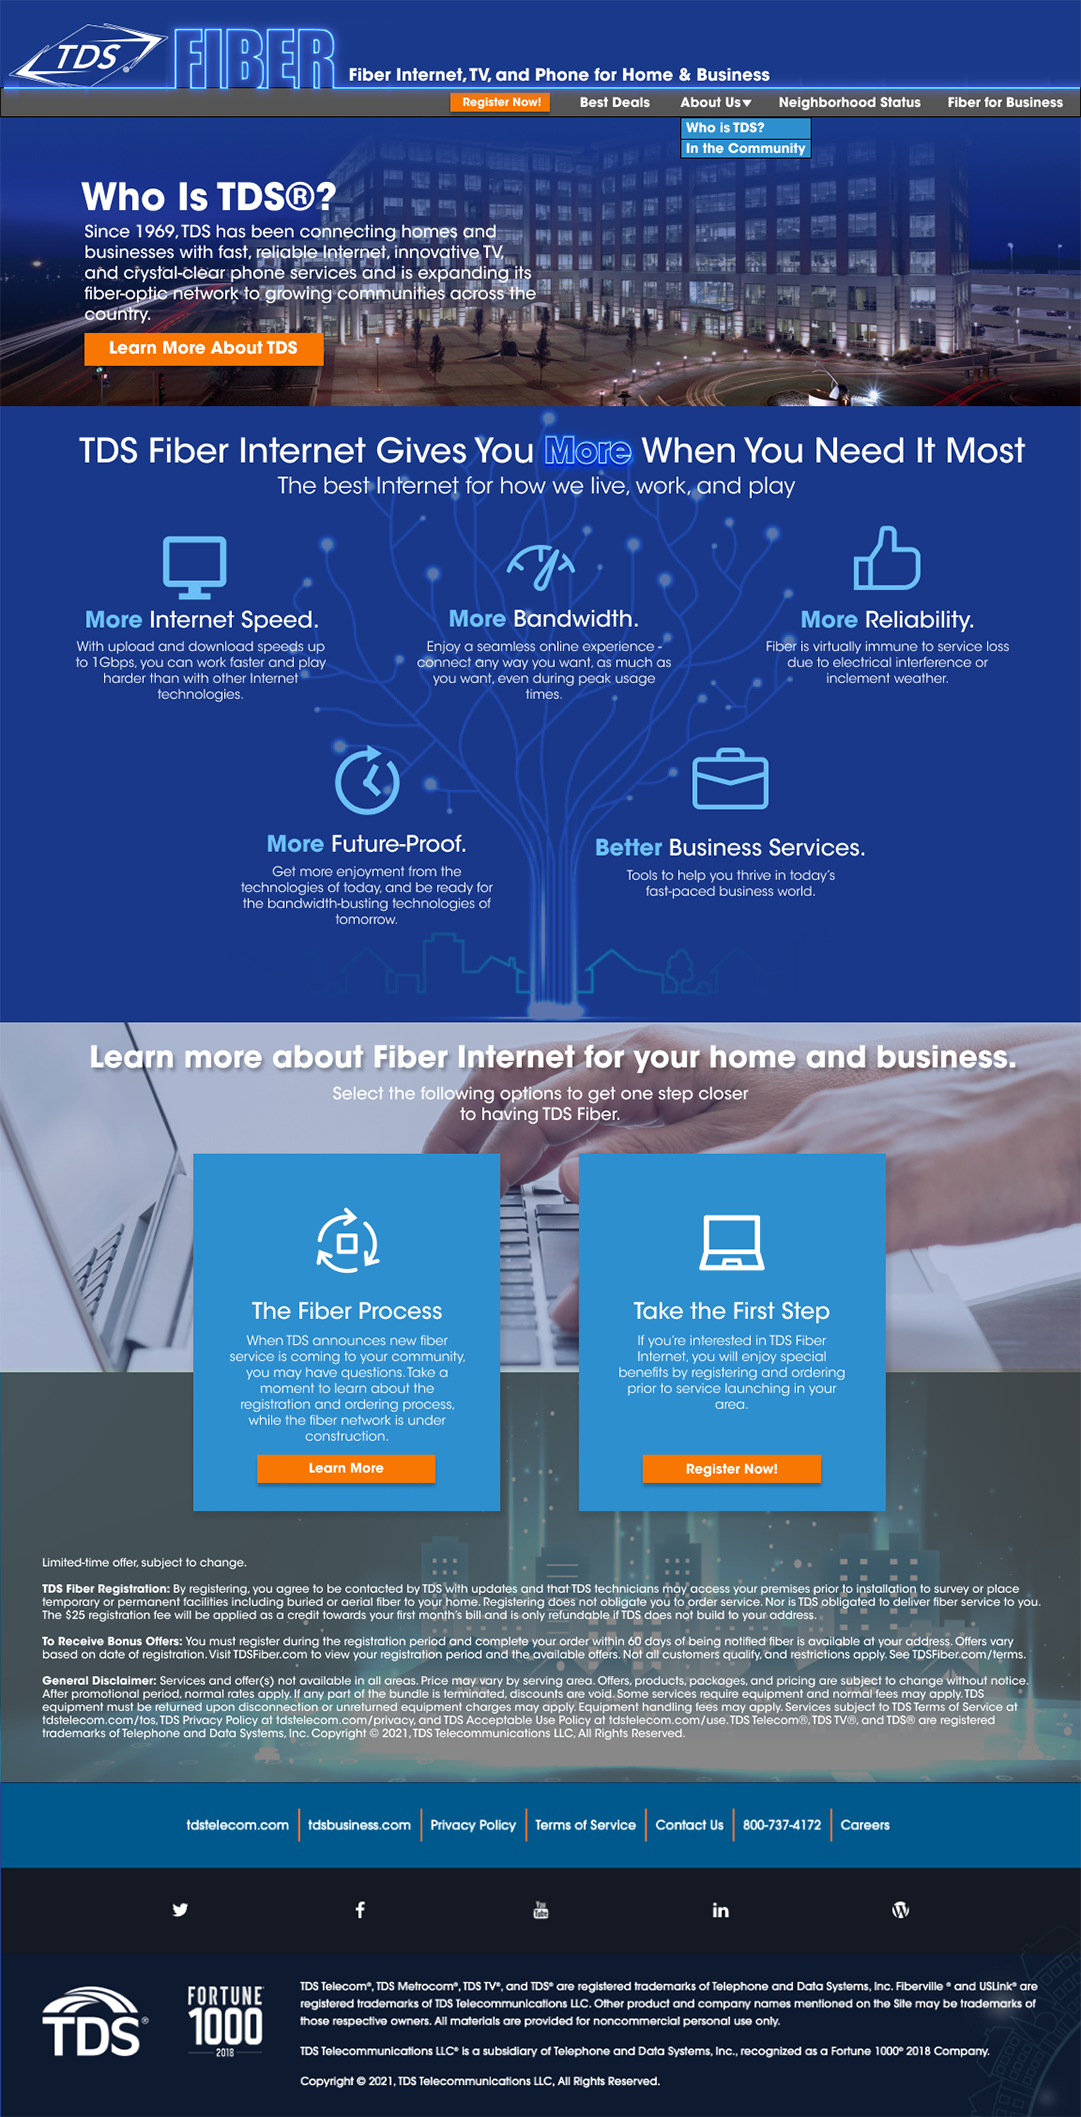 TDS®
FIBER
Fiber Internet, TV, and Phone for Home & Business
Register Now!
Best Deals
About Us▼
Neighborhood Status
Fiber for Business
Who is TDS?
In the Community
Who Is TDS®?
Since 1969, TDS has been connecting homes and
businesses with fast, reliable Internet, innovative TV,
and crystal-clear phone services and is expanding its
fiber-optic network to growing communities across the
country.
Learn More About TDS
TDS Fiber Internet Gives You More When You Need It Most
The best Internet for how we live, work, and play
More Internet Speed.
With upload and download speeds up
to 1Gbps, you can work faster and play
harder than with other Internet
technologies.
More Bandwidth.
Enjoy a seamless online experience -
connect any way you want, as much as
you want, even during peak usage
times.
More Reliability.
Fiber is virtually immune to service loss
due to electrical interference or
inclement weather.
More Future-Proof.
Get more enjoyment from the
technologies of today, and be ready for
the bandwidth-busting technologies of
tomorrow.
Better Business Services.
Tools to help you thrive in today's
fast-paced business world.
Learn more about Fiber Internet for your home and business.
Select the following options to get one step closer
to having TDS Fiber.
The Fiber Process
When TDS announces new fiber
service is coming to your community,
you may have questions. Take a
moment to learn about the
registration and ordering process,
while the fiber network is under
construction.
Learn More
Take the First Step
If you're interested in TDS Fiber
Internet, you will enjoy special
benefits by registering and ordering
prior to service launching in your
area.
Register Now!
Limited-time offer, subject to change.
TDS Fiber Registration: By registering, you agree to be contacted by TDS with updates and that TDS technicians may access your premises prior to installation to survey or place
temporary or permanent facilities including buried or aerial fiber to your home. Registering does not obligate you to order service. Nor is TDS obligated to deliver fiber service to you.
The $25 registration fee will be applied as a credit towards your first month's bill and is only refundable if TDS does not build to your address.
To Receive Bonus Offers: You must register during the registration period and complete your order within 60 days of being notified fiber is available at your address. Offers vary
based on date of registration. Visit TDSFiber.com to view your registration period and the available offers. Not all customers qualify, and restrictions apply. See TDSFiber.com/terms.
General Disclaimer: Services and offer(s) not available in all areas. Price may vary by serving area. Offers, products, packages, and pricing are subject to change without notice.
After promotional period, normal rates apply. If any part of the bundle is terminated, discounts are void. Some services require equipment and normal fees may apply. TDS
equipment must be returned upon disconnection or unreturned equipment charges may apply. Equipment handling fees may apply. Services subject to TDS Terms of Service at
tdstelecom.com/tos, TDS Privacy Policy at tdstelecom.com/privacy, and TDS Acceptable Use Policy at tdstelecom.com/use. TDS Telecom®, TDS TV®, and TDS® are registered
trademarks of Telephone and Data Systems, Inc. Copyright © 2021, TDS Telecommunications LLC, All Rights Reserved.
tdstelecom.com
tdsbusiness.com
Privacy Policy
Terms of Service
Contact Us
800-737-4172
Careers
You
Tube
in
TDS®
FORTUNE
1000
2018
TDS Telecom®, TDS Metrocom®, TDS TV®, and TDS® are registered trademarks of Telephone and Data Systems, Inc. Fiberville ® and USLink® are
registered trademarks of TDS Telecommunications LLC. Other product and company names mentioned on the Site may be trademarks of
those respective owners. All materials are provided for noncommercial personal use only.
TDS Telecommunications LLC® is a subsidiary of Telephone and Data Systems, Inc., recognized as a Fortune 1000® 2018 Company.
Copyright © 2021, TDS Telecommunications LLC, All Rights Reserved.